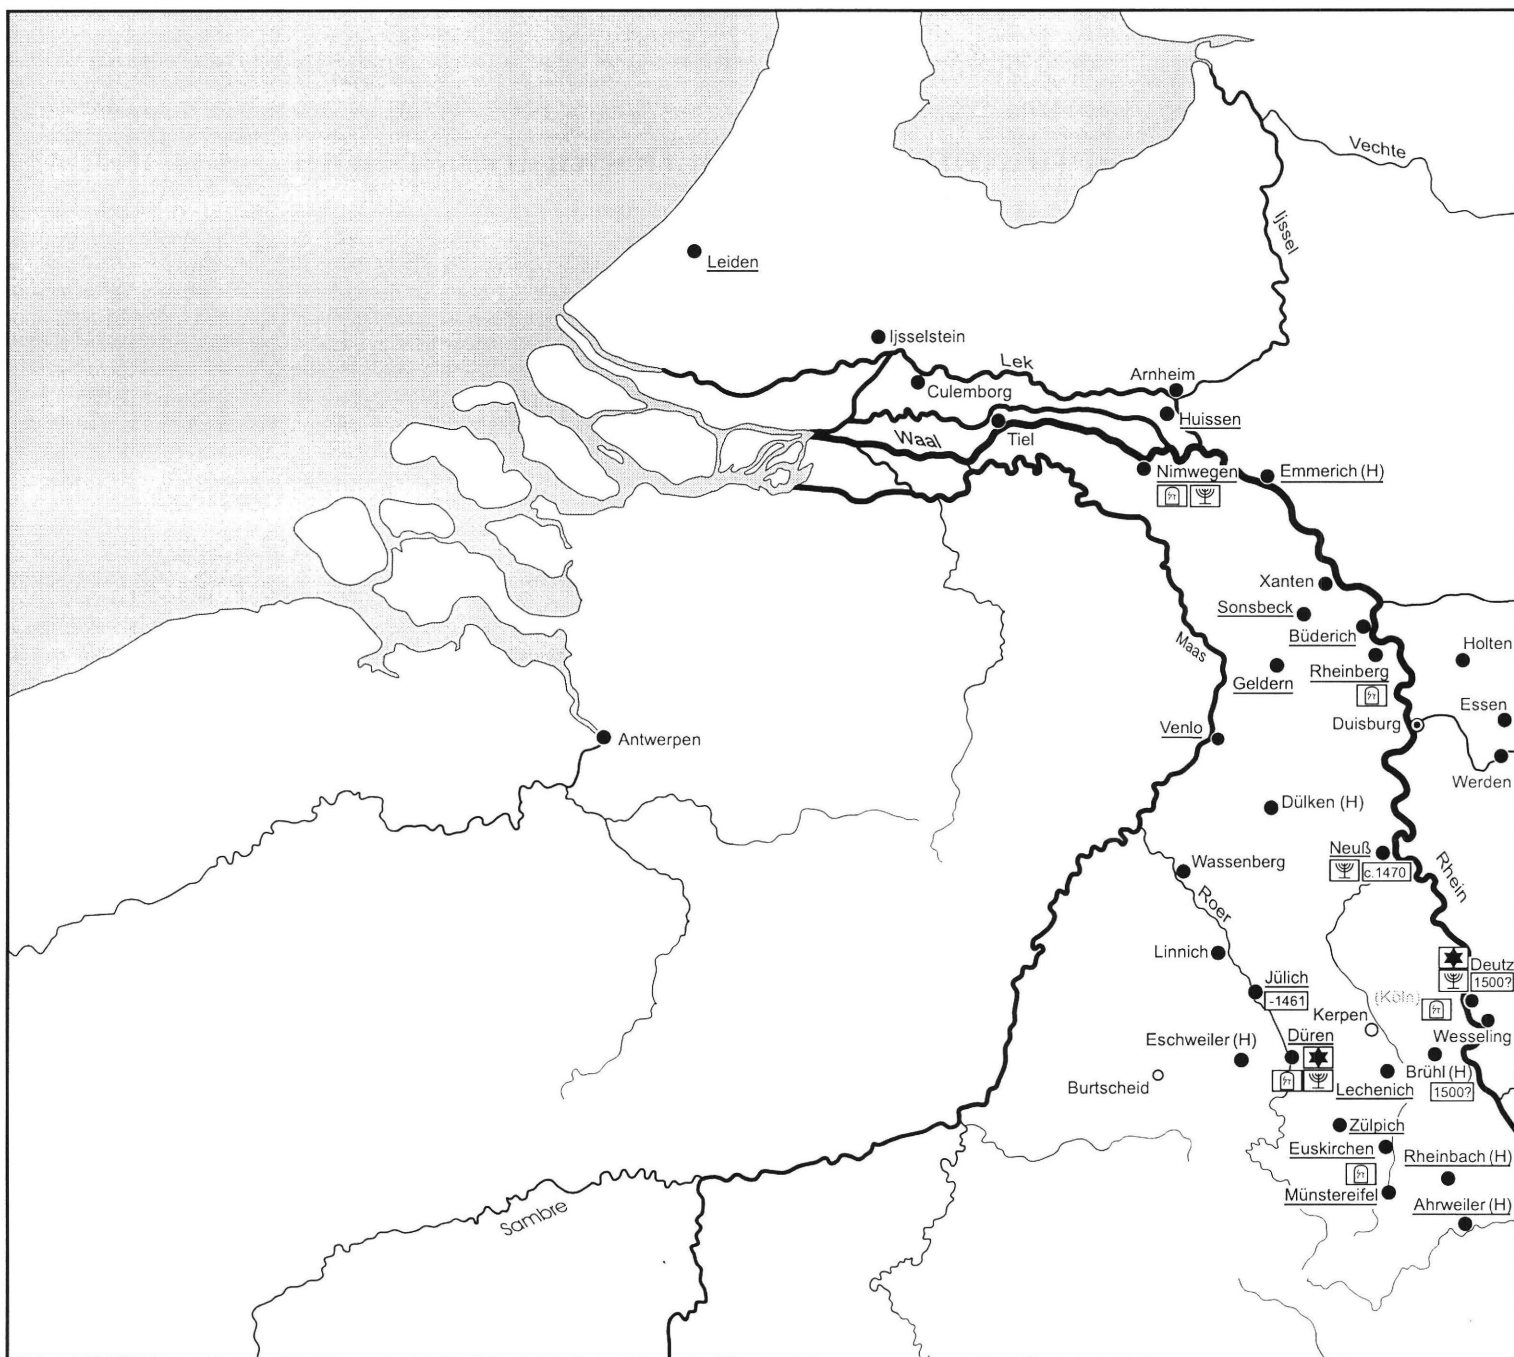 Vechte
Ijssel
Leiden
Ijsselstein
Lek
Culemborg
Arnheim
Huissen
Waal
Tiel
Nimwegen
Emmerich (H)
Xanten
Sonsbeck
Büderich
Holten
Maas
Geldern
Rheinberg
Essen
Venlo
Duisburg
Antwerpen
Werden
Dülken (H)
Neuß
c.1470
Rhein
Wassenberg
Roer
Linnich
Deutz
1500?
Jülich
-1461
(Köln)
Kerpen
Wesseling
Eschweiler (H)
Düren
Brühl (H)
1500?
Burtscheid
Lechenich
Zülpich
Euskirchen
Rheinbach (H)
Münstereifel
Ahrweiler (H)
Sambre